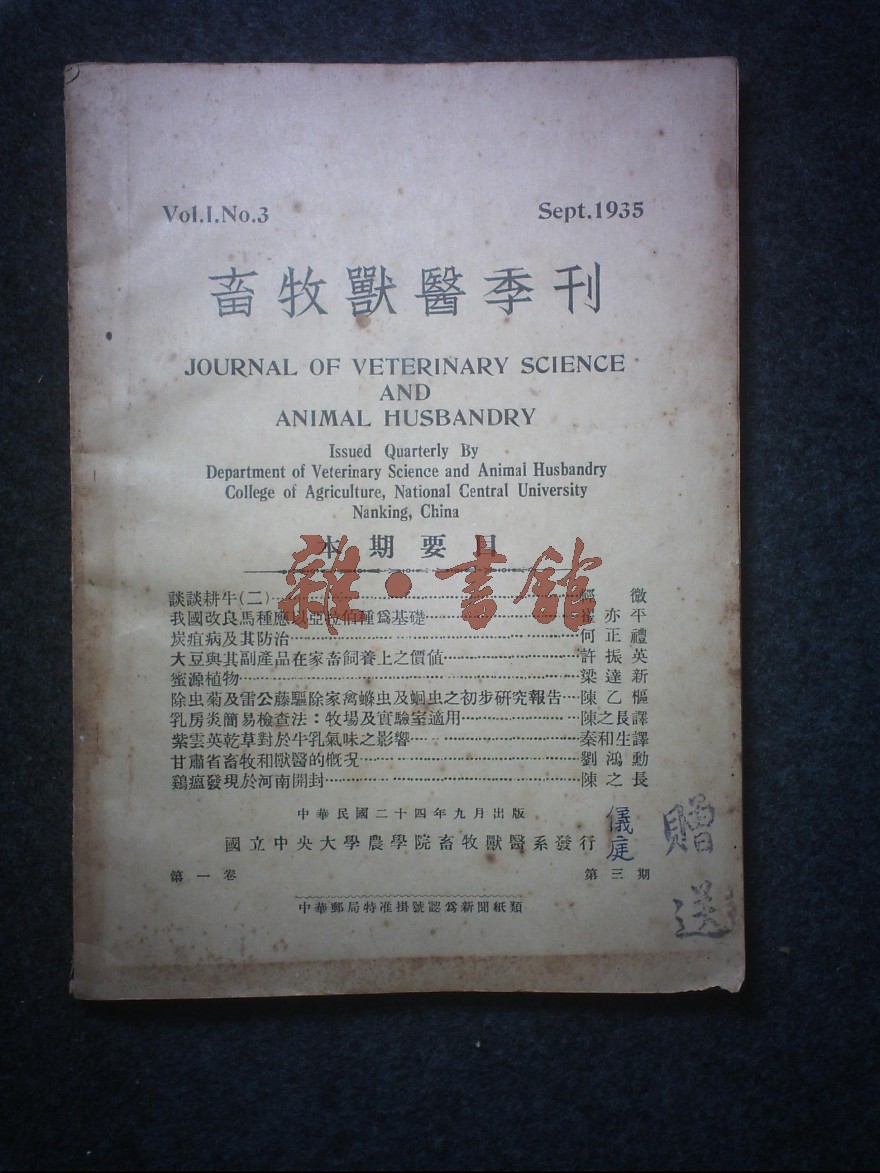 Vol.I.No.3 Sept.1935
畜牧獸醫季刊
JOURNAL OF VETERINARY SCIENCE
AND
ANIMAL HUSBANDRY
Issued Quarterly By
Department of Veterinary Science and Animal Husbandry
College of Agriculture, National Central University
Nanking, China
本期要目
雜·書館
談談耕牛(二) 徵
我國改良馬種應以亞拉伯種爲基礎 亦平
炭疽病及其防治 何正禮
大豆與其副產品在家畜飼養上之價值 許振英
蜜源植物 梁達新
除虫菊及雷公藤驅除家禽蛔虫之初步研究報告 陳乙樞
乳房炎簡易檢查法：牧場及實驗室適用 陳之長譯
紫雲英乾草對於牛乳氣味之影響 秦和生譯
甘肅省畜牧和獸醫的槪况 劉鴻勳
鷄瘟發現於河南開封 陳之長
中華民國二十四年九月出版
國立中央大學農學院畜牧獸醫系發行
儀庭
贈送
第一卷 第三期
中華郵局特准掛號認爲新聞紙類